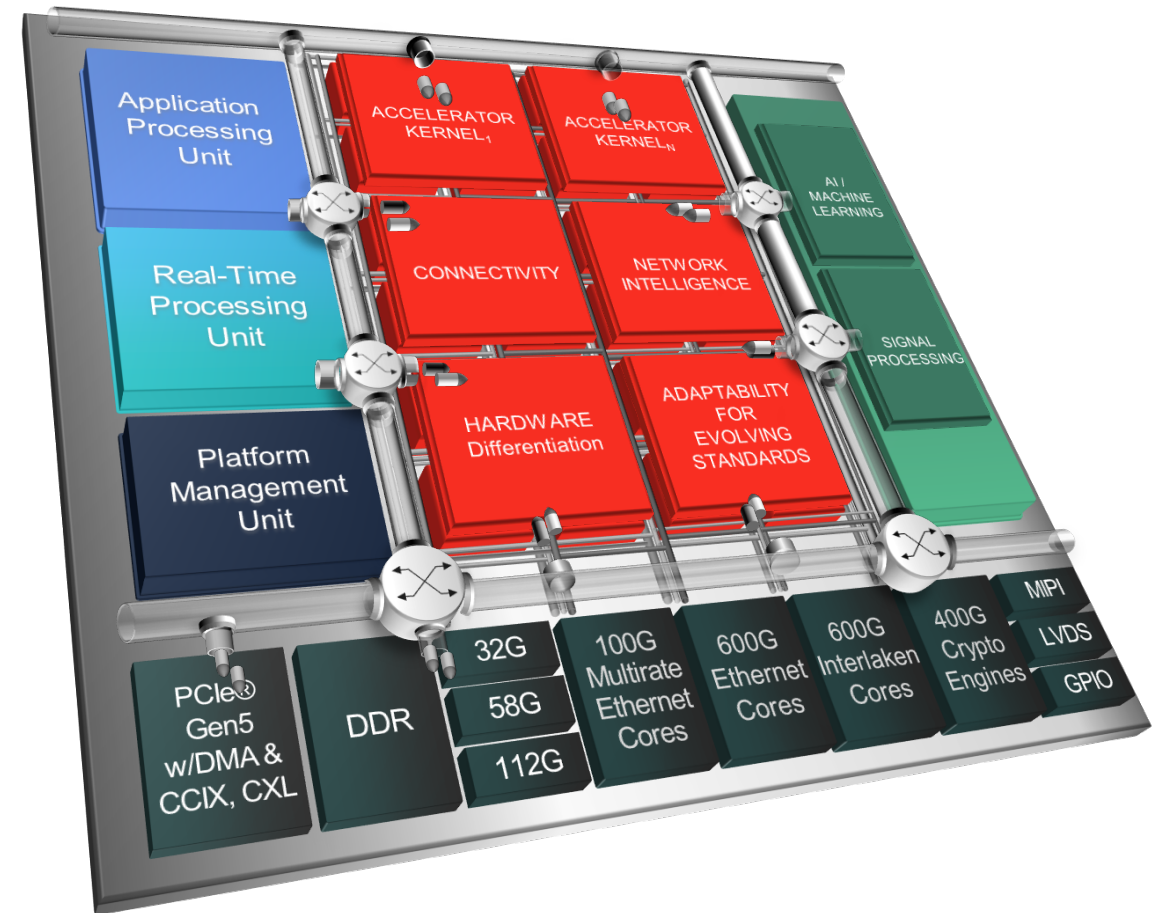 Application
Processing
Unit
ACCELERATOR
KERNEL₁
ACCELERATOR
KERNELₙ
AI /
MACHINE
LEARNING
Real-Time
Processing
Unit
CONNECTIVITY
NETWORK
INTELLIGENCE
SIGNAL
PROCESSING
Platform
Management
Unit
HARDWARE
Differentiation
ADAPTABILITY
FOR
EVOLVING
STANDARDS
PCIe®
Gen5
w/DMA &
CCIX, CXL
DDR
32G
58G
112G
100G
Multirate
Ethernet
Cores
600G
Ethernet
Cores
600G
Interlaken
Cores
400G
Crypto
Engines
MIPI
LVDS
GPIO